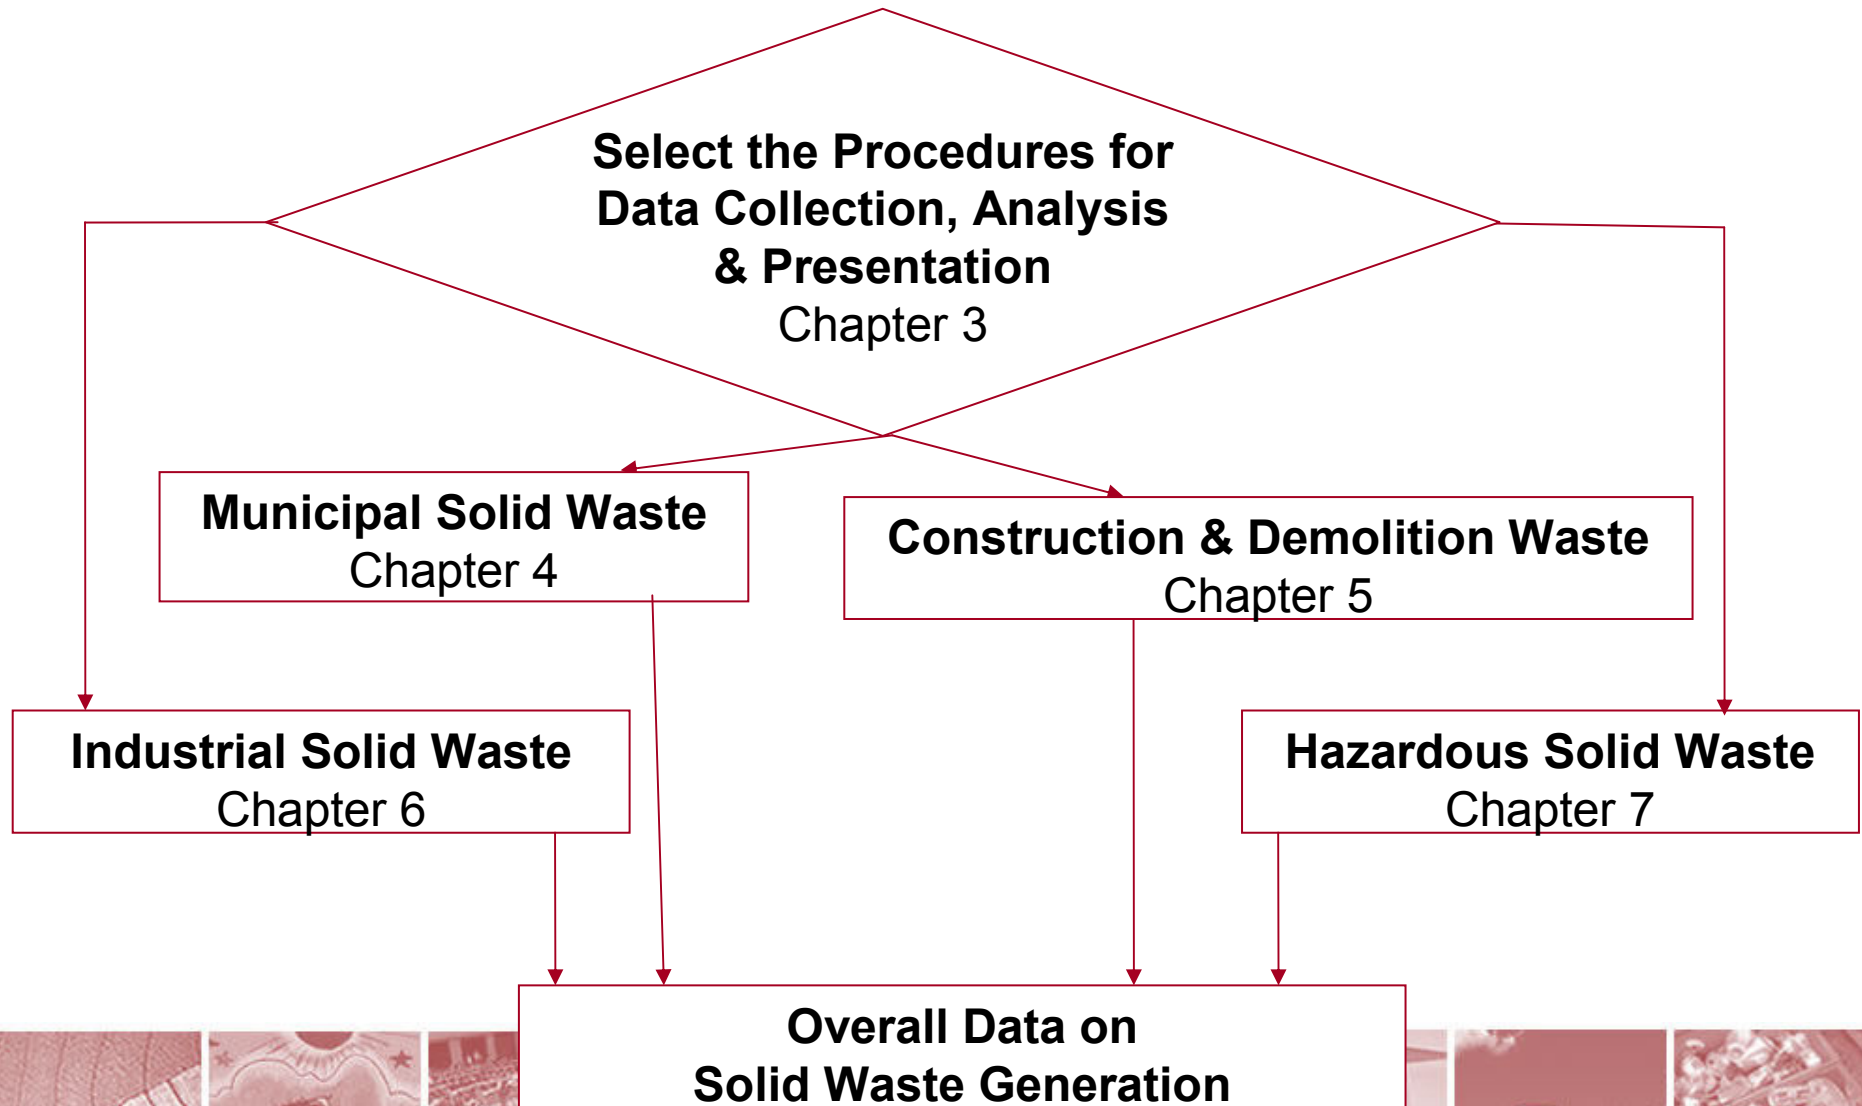 Select the Procedures for
Data Collection, Analysis
& Presentation
Chapter 3
Municipal Solid Waste
Chapter 4
Construction & Demolition Waste
Chapter 5
Industrial Solid Waste
Chapter 6
Hazardous Solid Waste
Chapter 7
Overall Data on
Solid Waste Generation